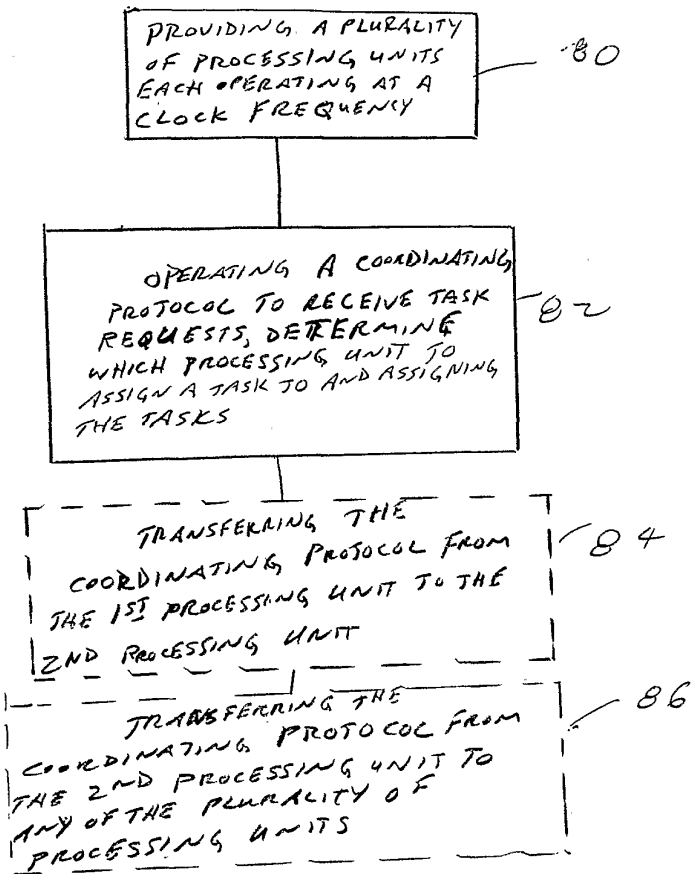 PROVIDING A PLURALITY
OF PROCESSING UNITS
EACH OPERATING AT A
CLOCK FREQUENCY
80
OPERATING A COORDINATING
PROTOCOL TO RECEIVE TASK
REQUESTS, DETERMING
WHICH PROCESSING UNIT TO
ASSIGN A TASK TO AND ASSIGNING
THE TASKS
82
TRANSFERRING THE
COORDINATING PROTOCOL FROM
THE 1ST PROCESSING UNIT TO THE
2ND PROCESSING UNIT
84
TRANSFERRING THE
COORDINATING PROTOCOL FROM
THE 2ND PROCESSING UNIT TO
ANY OF THE PLURALITY OF
PROCESSING UNITS
86